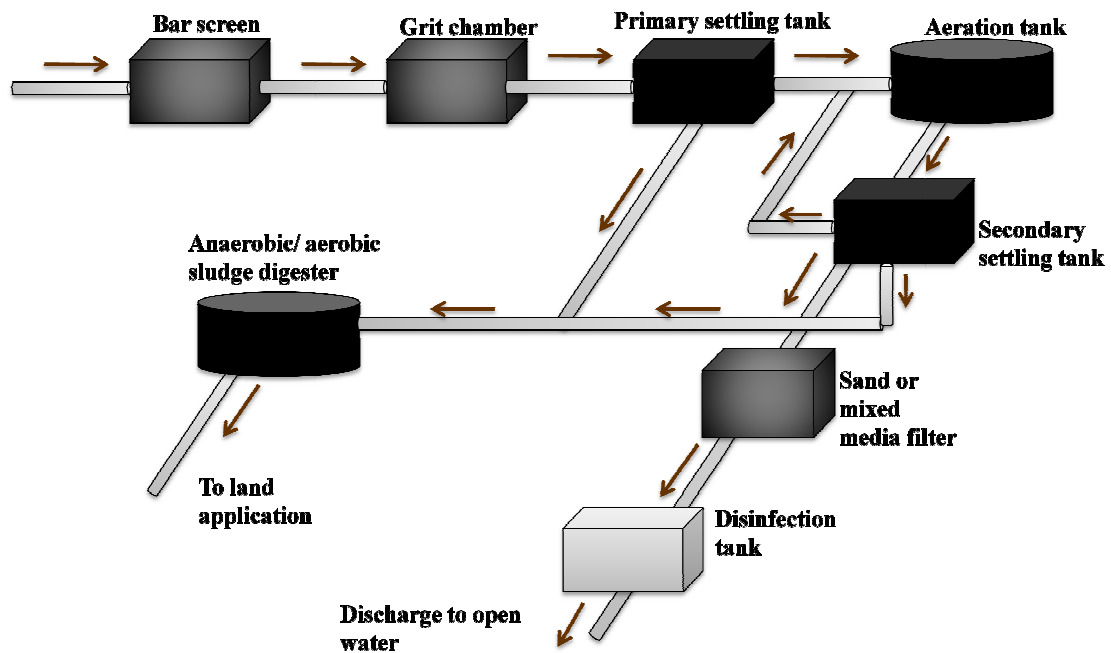 Bar screen
Grit chamber
Primary settling tank
Aeration tank
Secondary
settling tank
Anaerobic/ aerobic
sludge digester
Sand or
mixed
media filter
To land
application
Disinfection
tank
Discharge to open
water